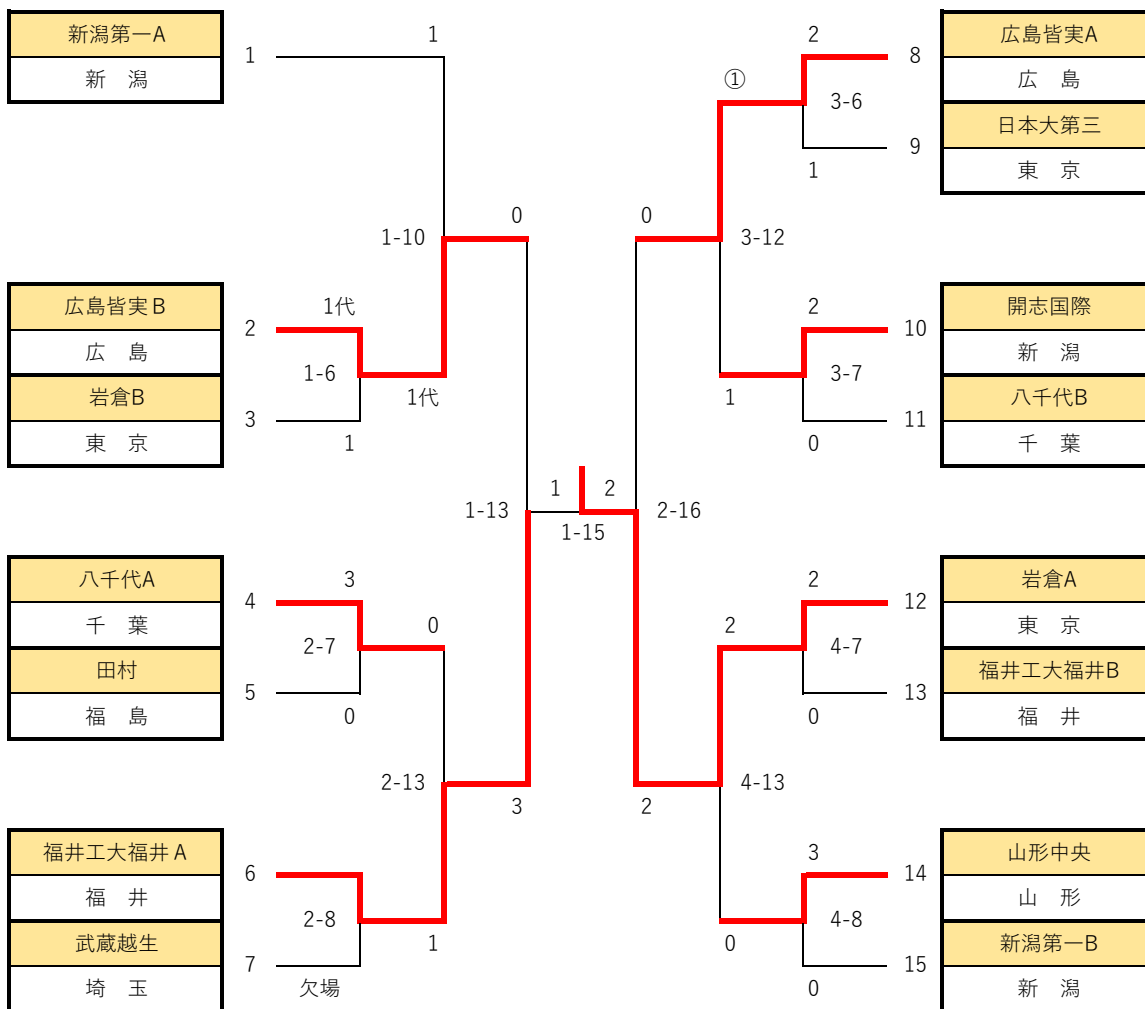 新潟第一A
新　潟
1
1
広島皆実B
広　島
2
岩倉B
東　京
3
1代
1-6
1
1代
1-10
0
八千代A
千　葉
4
田村
福　島
5
3
2-7
0
0
福井工大福井A
福　井
6
武蔵越生
埼　玉
7
2-8
欠場
1
2-13
3
1-13
1
2
1-15
2-16
0
①
2
3-6
1
3-12
2
3-7
0
1
2
4-7
0
2
4-13
2
3
4-8
0
0
8
広島皆実A
広　島
9
日本大第三
東　京
10
開志国際
新　潟
11
八千代B
千　葉
12
岩倉A
東　京
13
福井工大福井B
福　井
14
山形中央
山　形
15
新潟第一B
新　潟